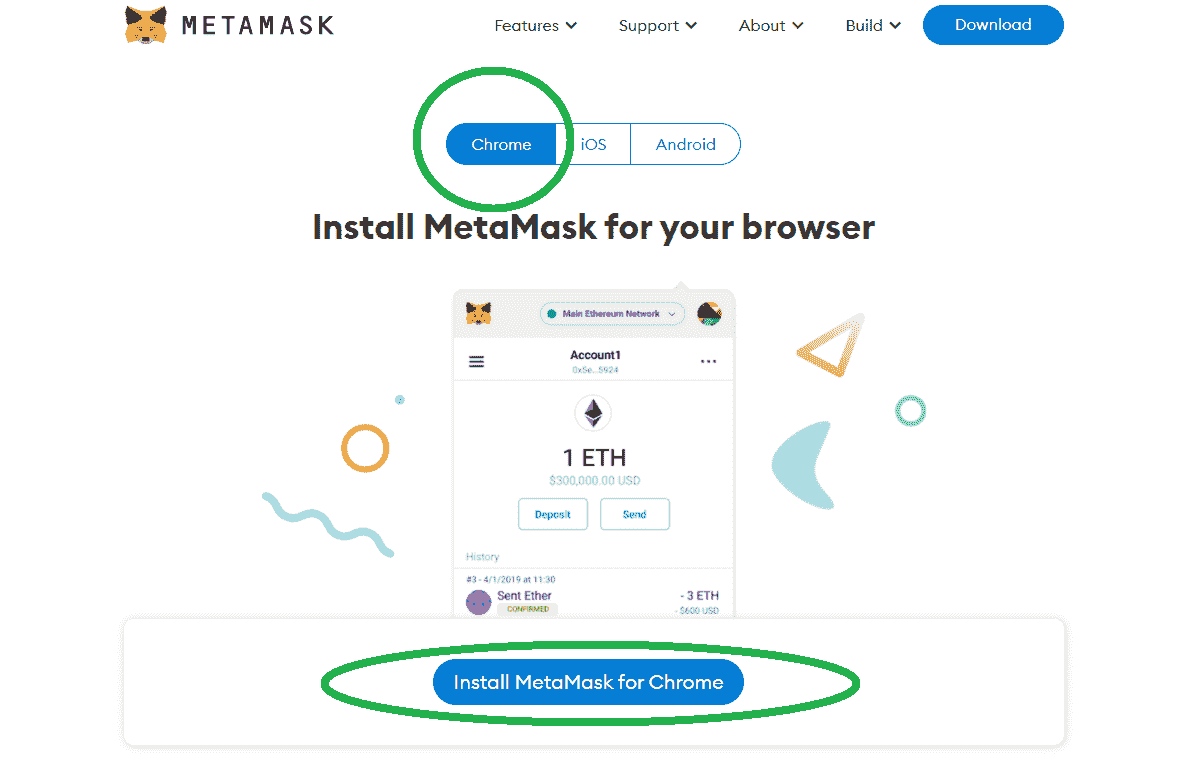 METAMASK Features Support About Build Download
Chrome iOS Android
Install MetaMask for your browser
Main Ethereum Network
Account1
0x5e...5924
1 ETH
$300,000.00 USD
Deposit Send
History
#3 - 4/1/2019 at 11:30
Sent Ether - 3 ETH
CONFIRMED - $600 USD
Install MetaMask for Chrome